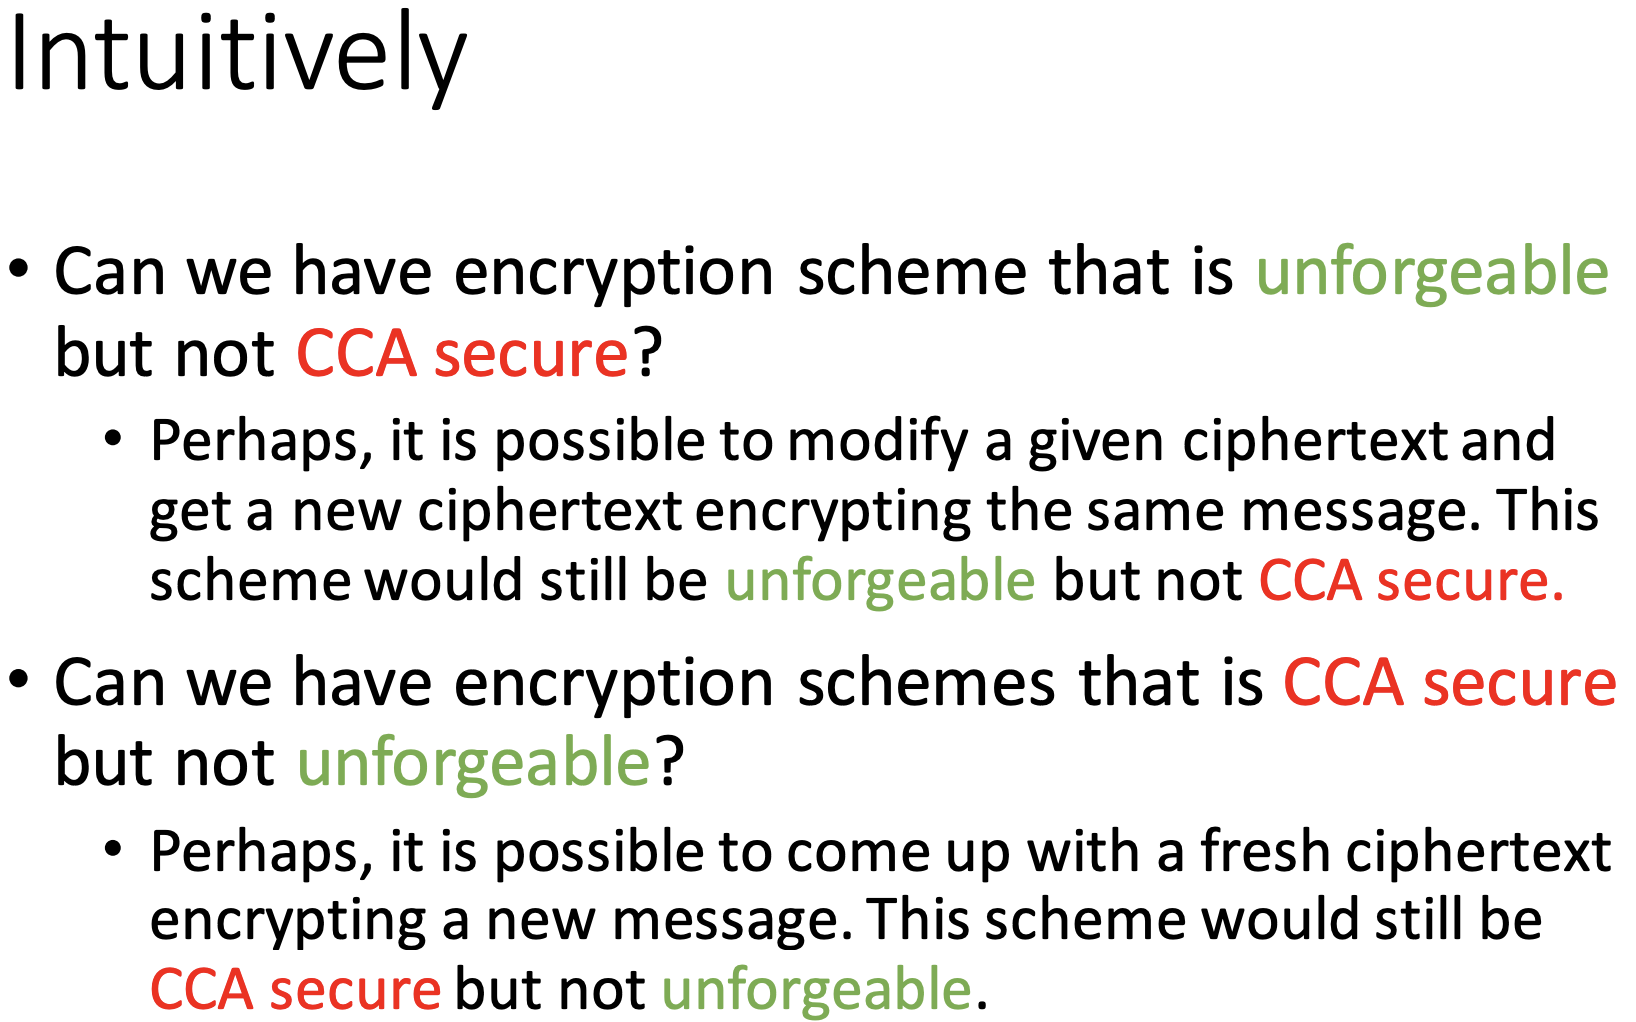 Intuitively
• Can we have encryption scheme that is unforgeable
but not CCA secure?
• Perhaps, it is possible to modify a given ciphertext and
get a new ciphertext encrypting the same message. This
scheme would still be unforgeable but not CCA secure.
• Can we have encryption schemes that is CCA secure
but not unforgeable?
• Perhaps, it is possible to come up with a fresh ciphertext
encrypting a new message. This scheme would still be
CCA secure but not unforgeable.